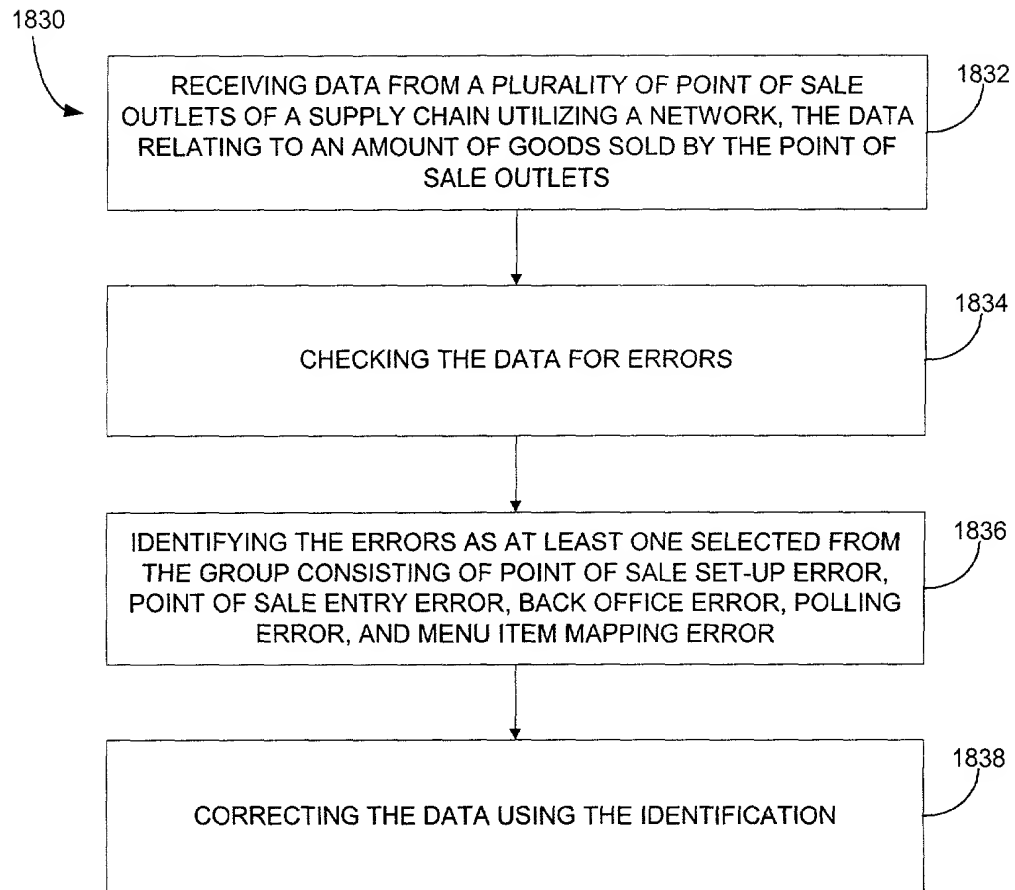 1830
RECEIVING DATA FROM A PLURALITY OF POINT OF SALE
OUTLETS OF A SUPPLY CHAIN UTILIZING A NETWORK, THE DATA
RELATING TO AN AMOUNT OF GOODS SOLD BY THE POINT OF
SALE OUTLETS
1832
CHECKING THE DATA FOR ERRORS
1834
IDENTIFYING THE ERRORS AS AT LEAST ONE SELECTED FROM
THE GROUP CONSISTING OF POINT OF SALE SET-UP ERROR,
POINT OF SALE ENTRY ERROR, BACK OFFICE ERROR, POLLING
ERROR, AND MENU ITEM MAPPING ERROR
1836
CORRECTING THE DATA USING THE IDENTIFICATION
1838